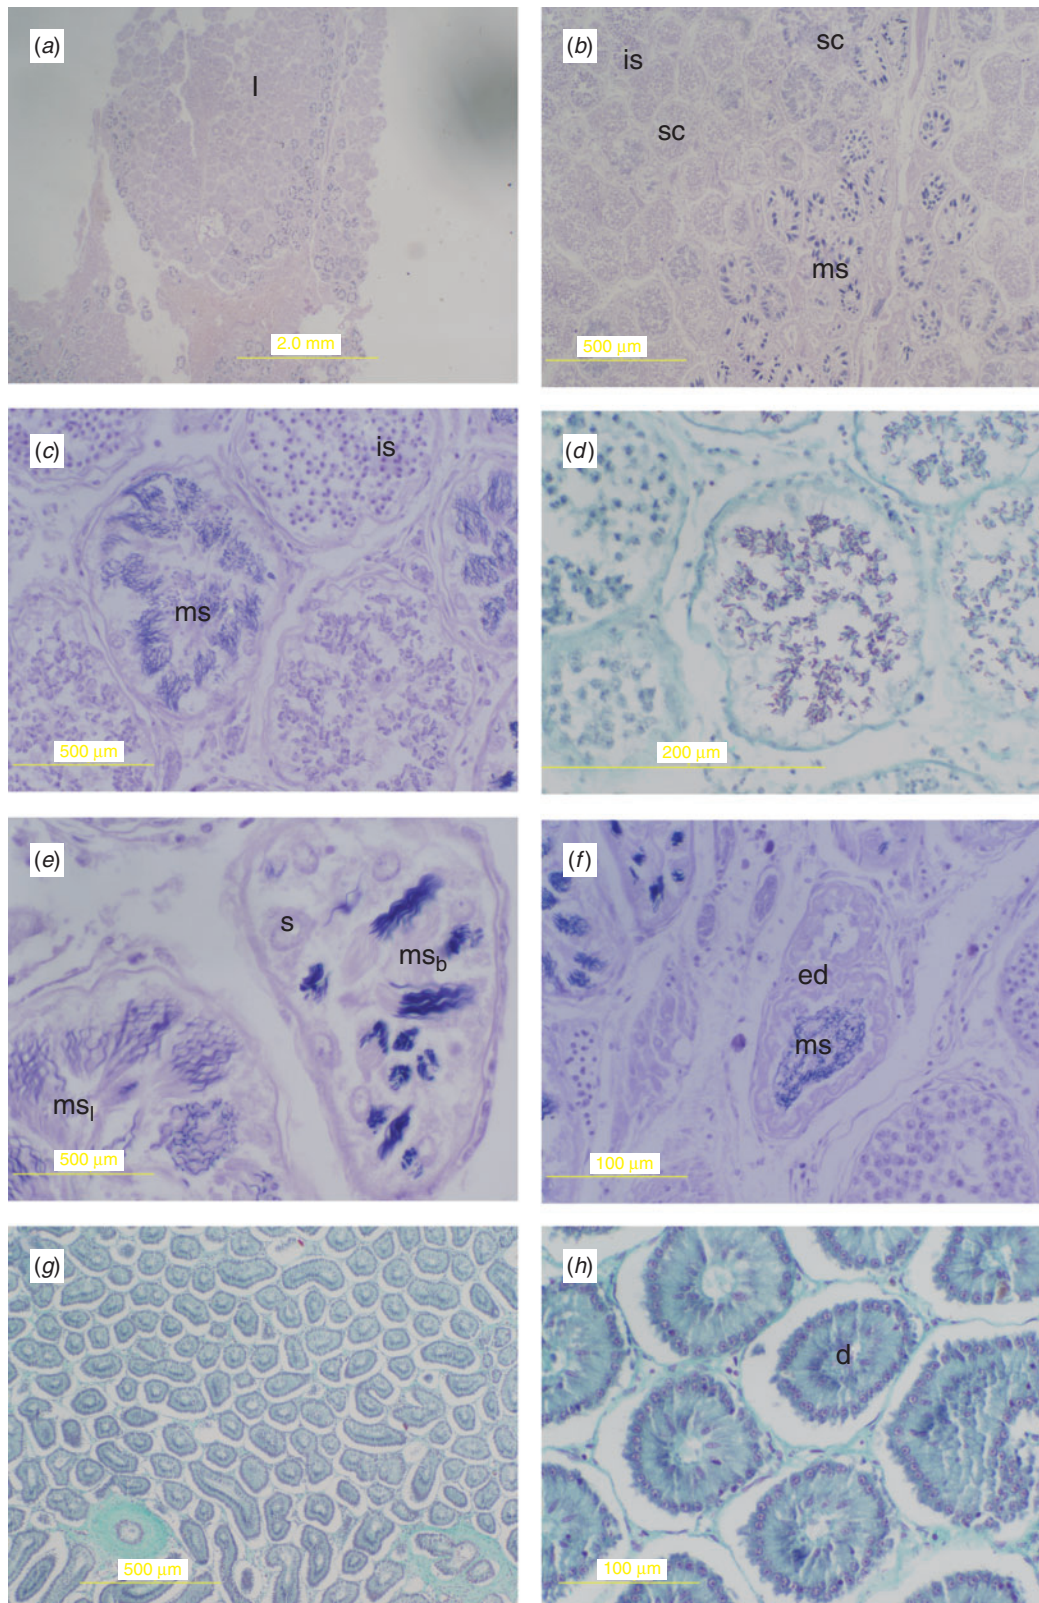 (a)
l
2.0 mm
(b)
sc
is
sc
ms
500 µm
(c)
is
ms
500 µm
(d)
200 µm
(e)
s
msb
msl
500 µm
(f)
ed
ms
100 µm
(g)
500 µm
(h)
d
100 µm